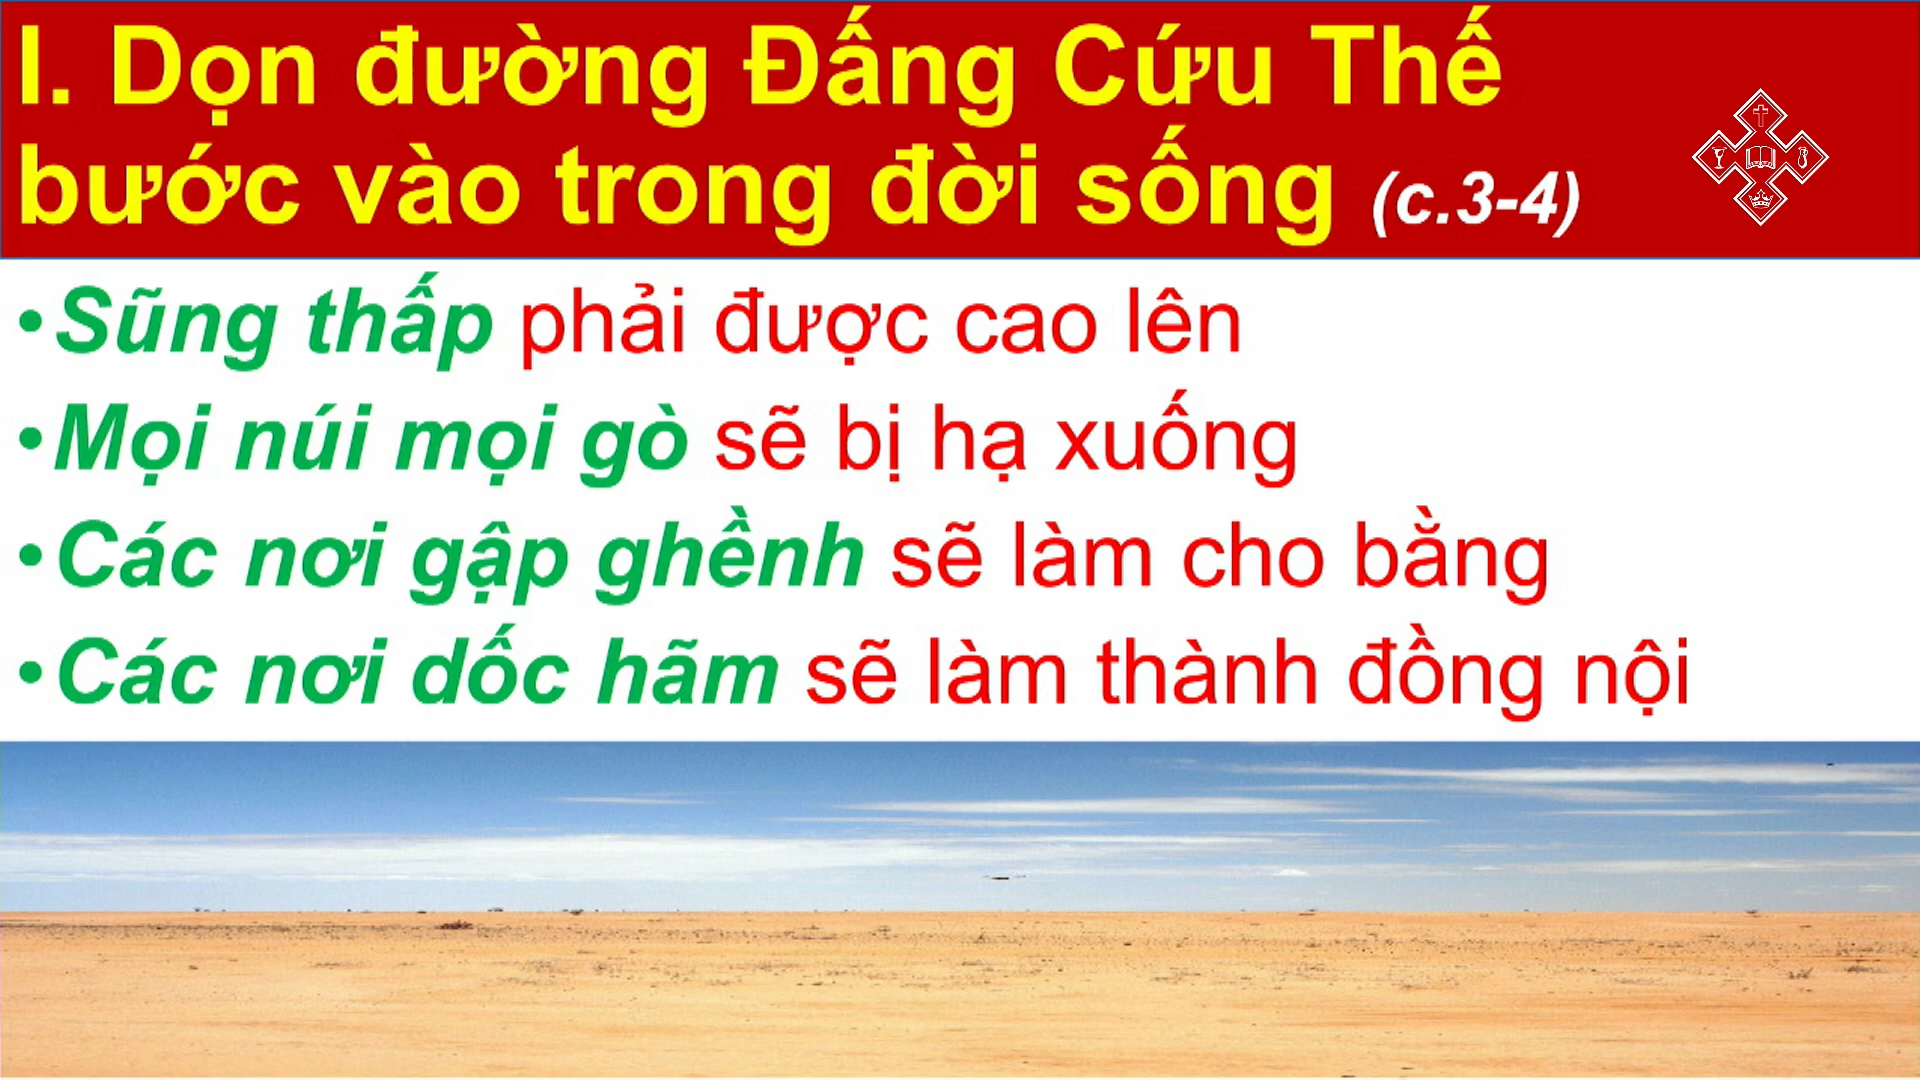 I. Dọn đường Đấng Cứu Thế
bước vào trong đời sống (c.3-4)
•Sũng thấp phải được cao lên
•Mọi núi mọi gò sẽ bị hạ xuống
•Các nơi gập ghềnh sẽ làm cho bằng
•Các nơi dốc hãm sẽ làm thành đồng nội